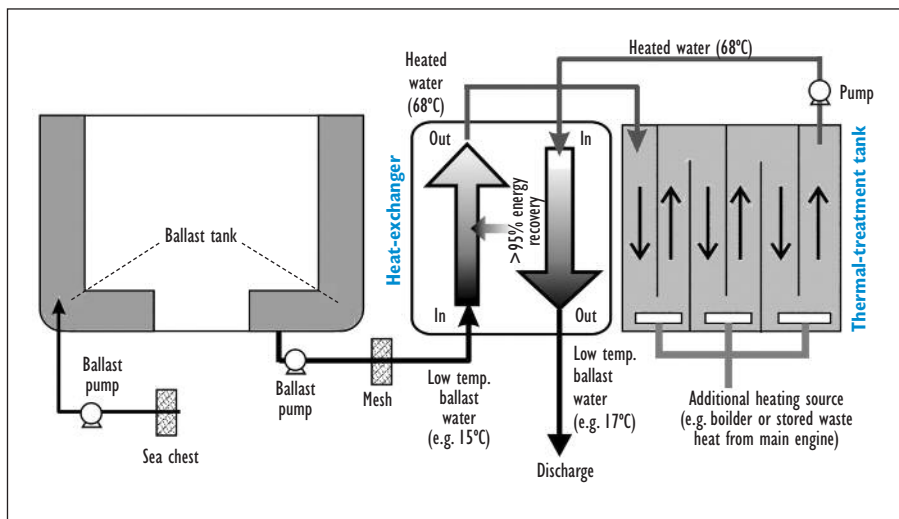 Heated
water
(68ºC)
Heated water (68ºC)
Pump
Out
In
Heat-exchanger
>95% energy
recovery
Thermal-treatment tank
Ballast tank
In
Out
Ballast
pump
Sea chest
Ballast
pump
Mesh
Low temp.
ballast
water
(e.g. 15ºC)
Low temp.
ballast
water
(e.g. 17ºC)
Discharge
Additional heating source
(e.g. boilder or stored waste
heat from main engine)